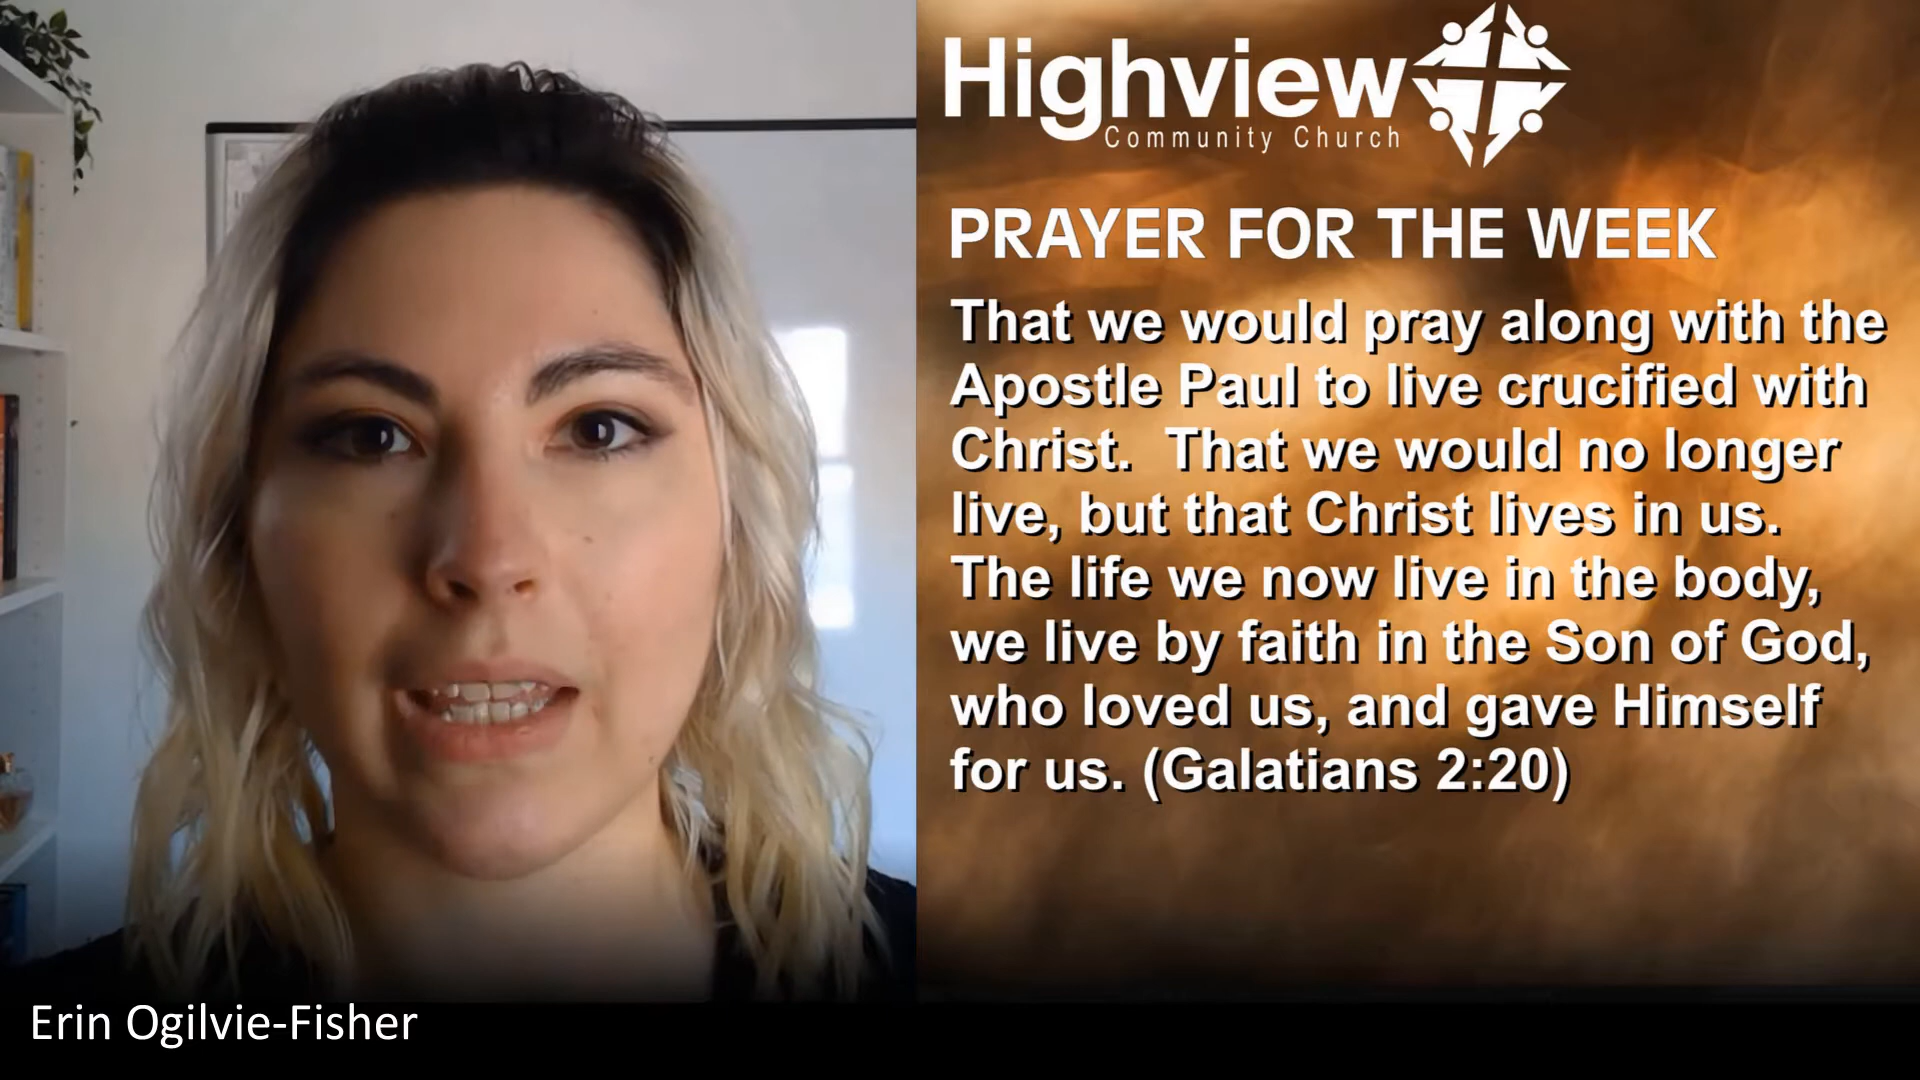 Highview
Community Church
PRAYER FOR THE WEEK
That we would pray along with the
Apostle Paul to live crucified with
Christ.  That we would no longer
live, but that Christ lives in us.
The life we now live in the body,
we live by faith in the Son of God,
who loved us, and gave Himself
for us. (Galatians 2:20)
Erin Ogilvie-Fisher